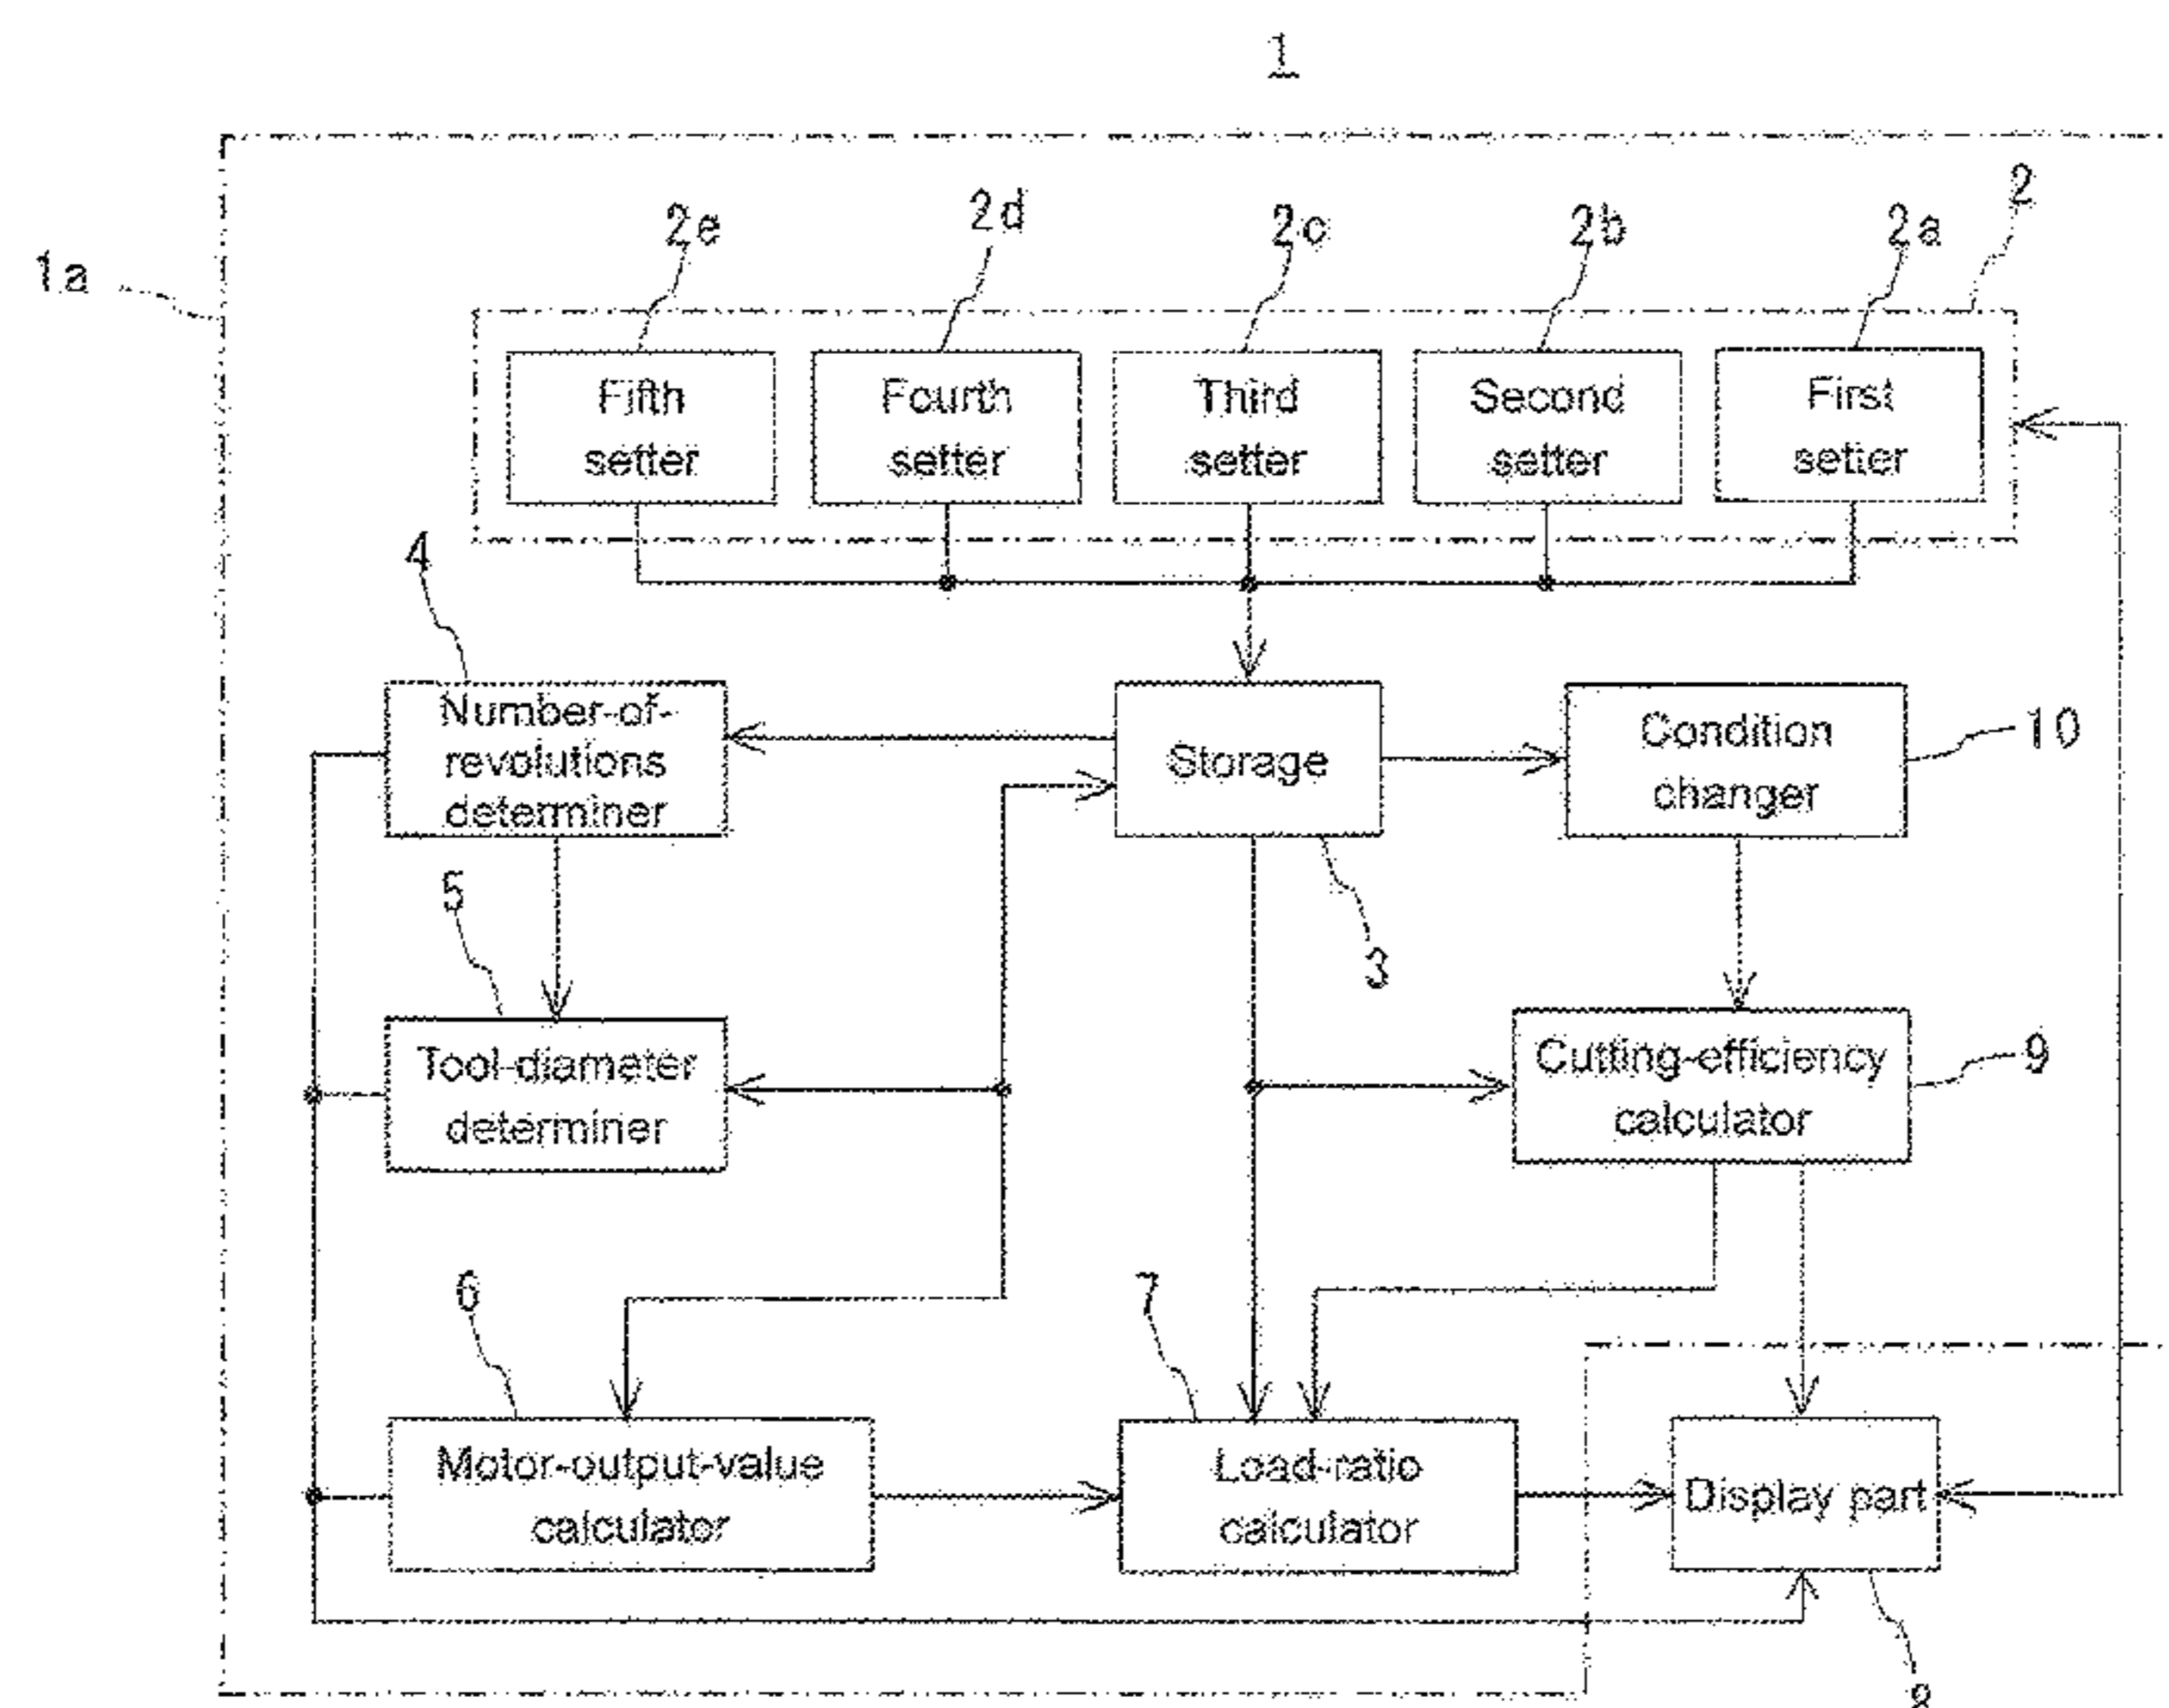 1
2
2e 2d 2c 2b 2a
1a
Fifth
setter
Fourth
setter
Third
setter
Second
setter
First
setter
4
Number-of-
revolutions
determiner
Storage
Condition
changer
10
3
5
Tool-diameter
determiner
Cutting-efficiency
calculator
9
6
Motor-output-value
calculator
7
Load-ratio
calculator
Display part
8